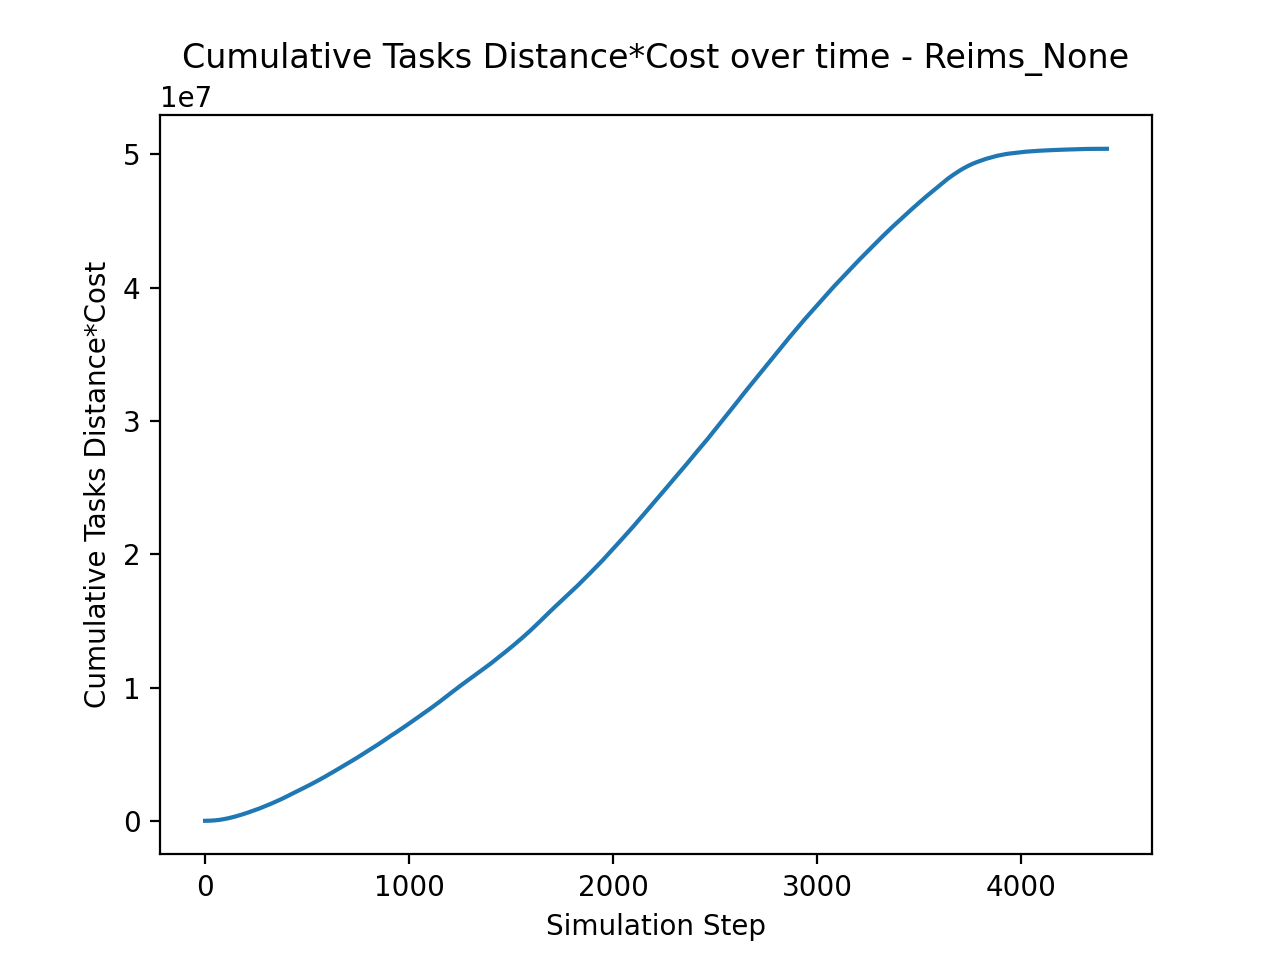 Cumulative Tasks Distance*Cost over time - Reims_None
1e7
5
4
3
2
1
0
Cumulative Tasks Distance*Cost
0 1000 2000 3000 4000
Simulation Step